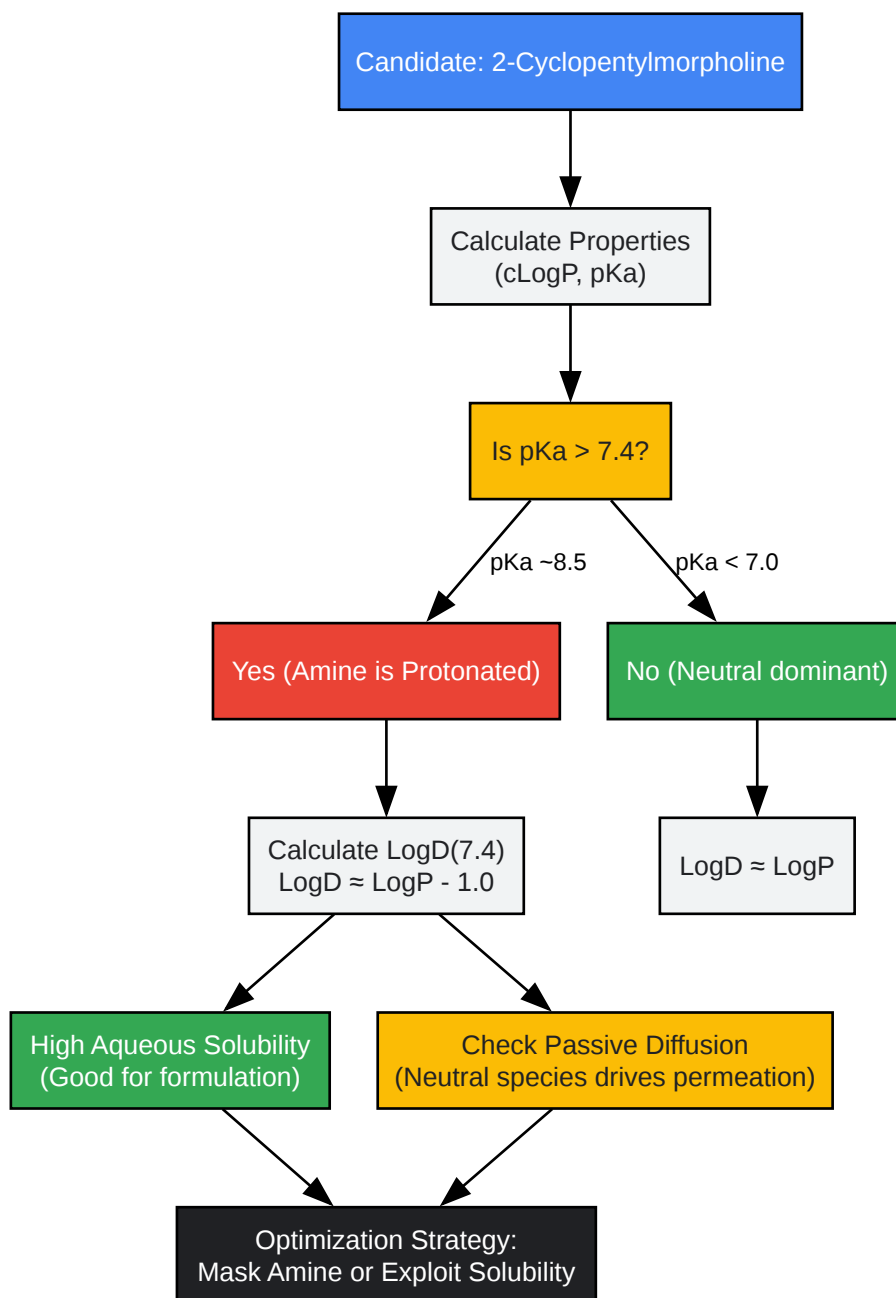 Candidate: 2-Cyclopentylmorpholine
Calculate Properties
(cLogP, pKa)
Is pKa > 7.4?
pKa ~8.5
pKa < 7.0
Yes (Amine is Protonated)
No (Neutral dominant)
Calculate LogD(7.4)
LogD ≈ LogP - 1.0
LogD ≈ LogP
High Aqueous Solubility
(Good for formulation)
Check Passive Diffusion
(Neutral species drives permeation)
Optimization Strategy:
Mask Amine or Exploit Solubility